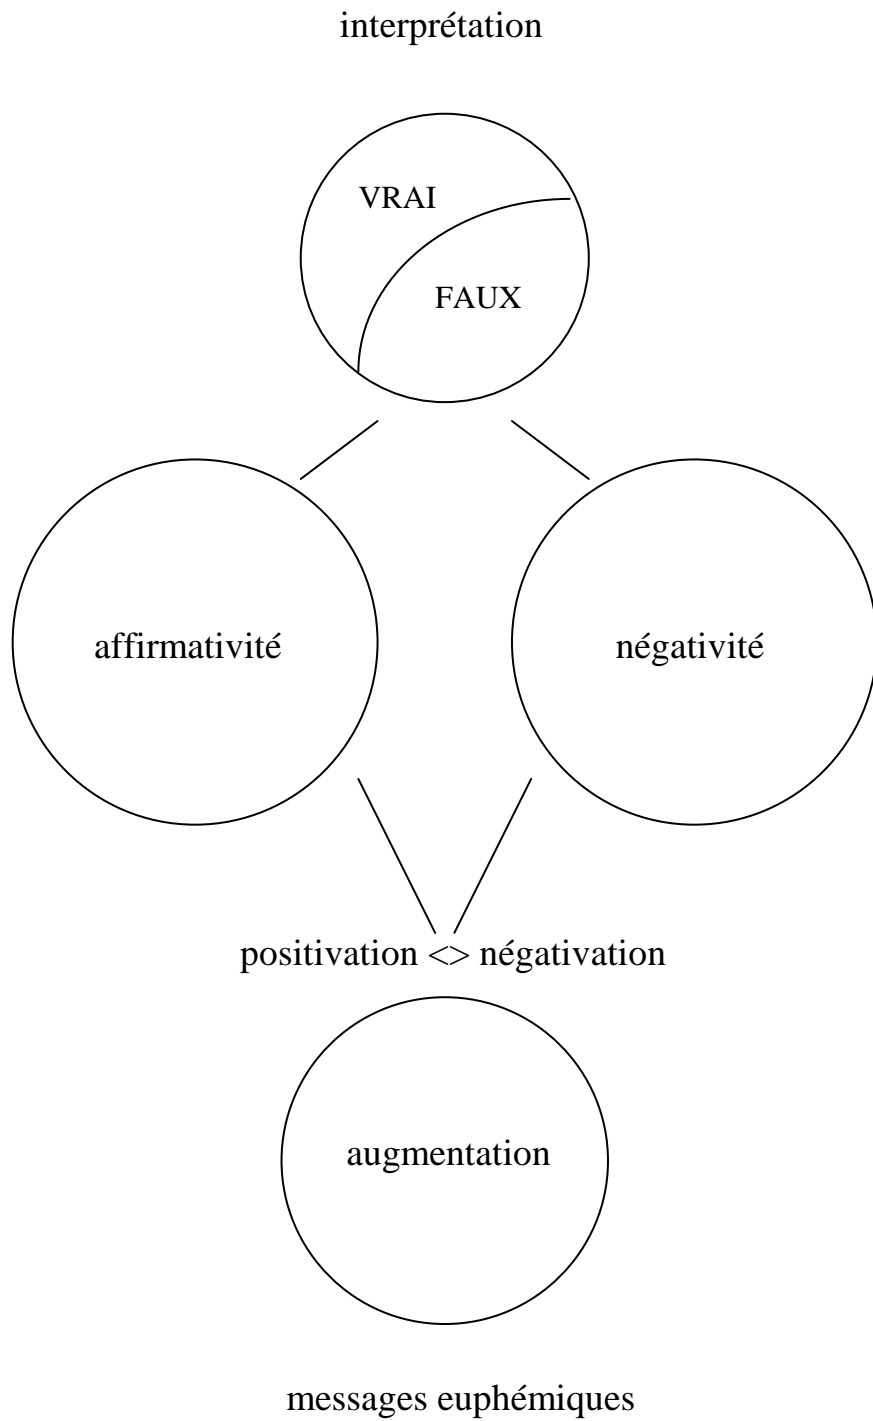 interprétation
VRAI
FAUX
affirmativité négativité
positivation <> négativation
augmentation
messages euphémiques